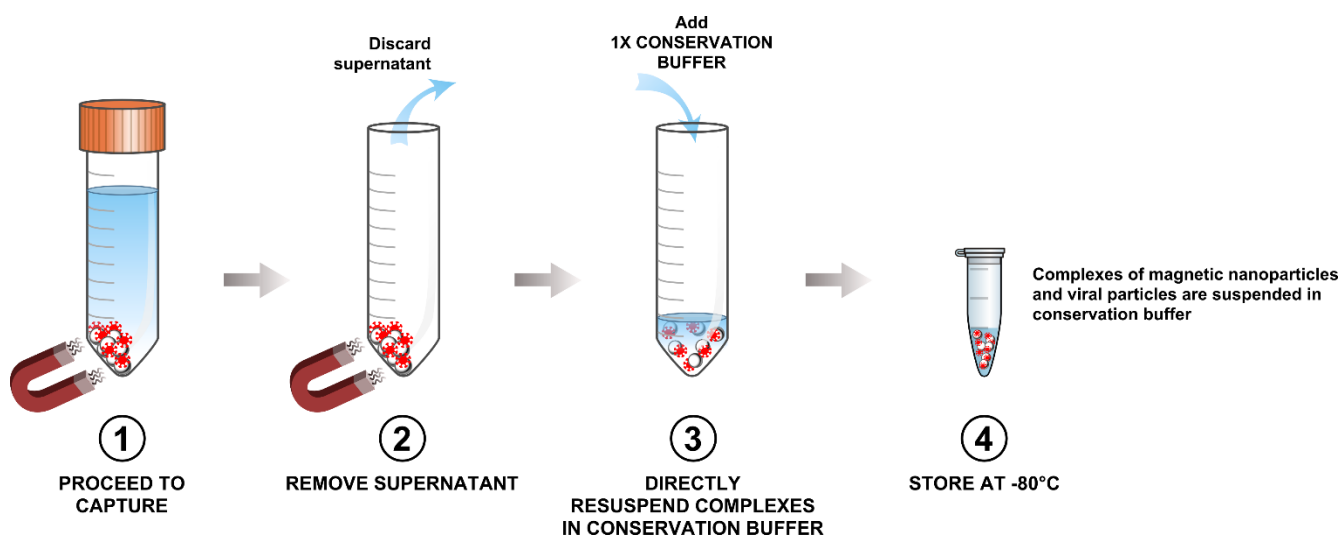 Discard
supernatant
Add
1X CONSERVATION
BUFFER
Complexes of magnetic nanoparticles
and viral particles are suspended in
conservation buffer
1
PROCEED TO
CAPTURE
2
REMOVE SUPERNATANT
3
DIRECTLY
RESUSPEND COMPLEXES
IN CONSERVATION BUFFER
4
STORE AT -80°C